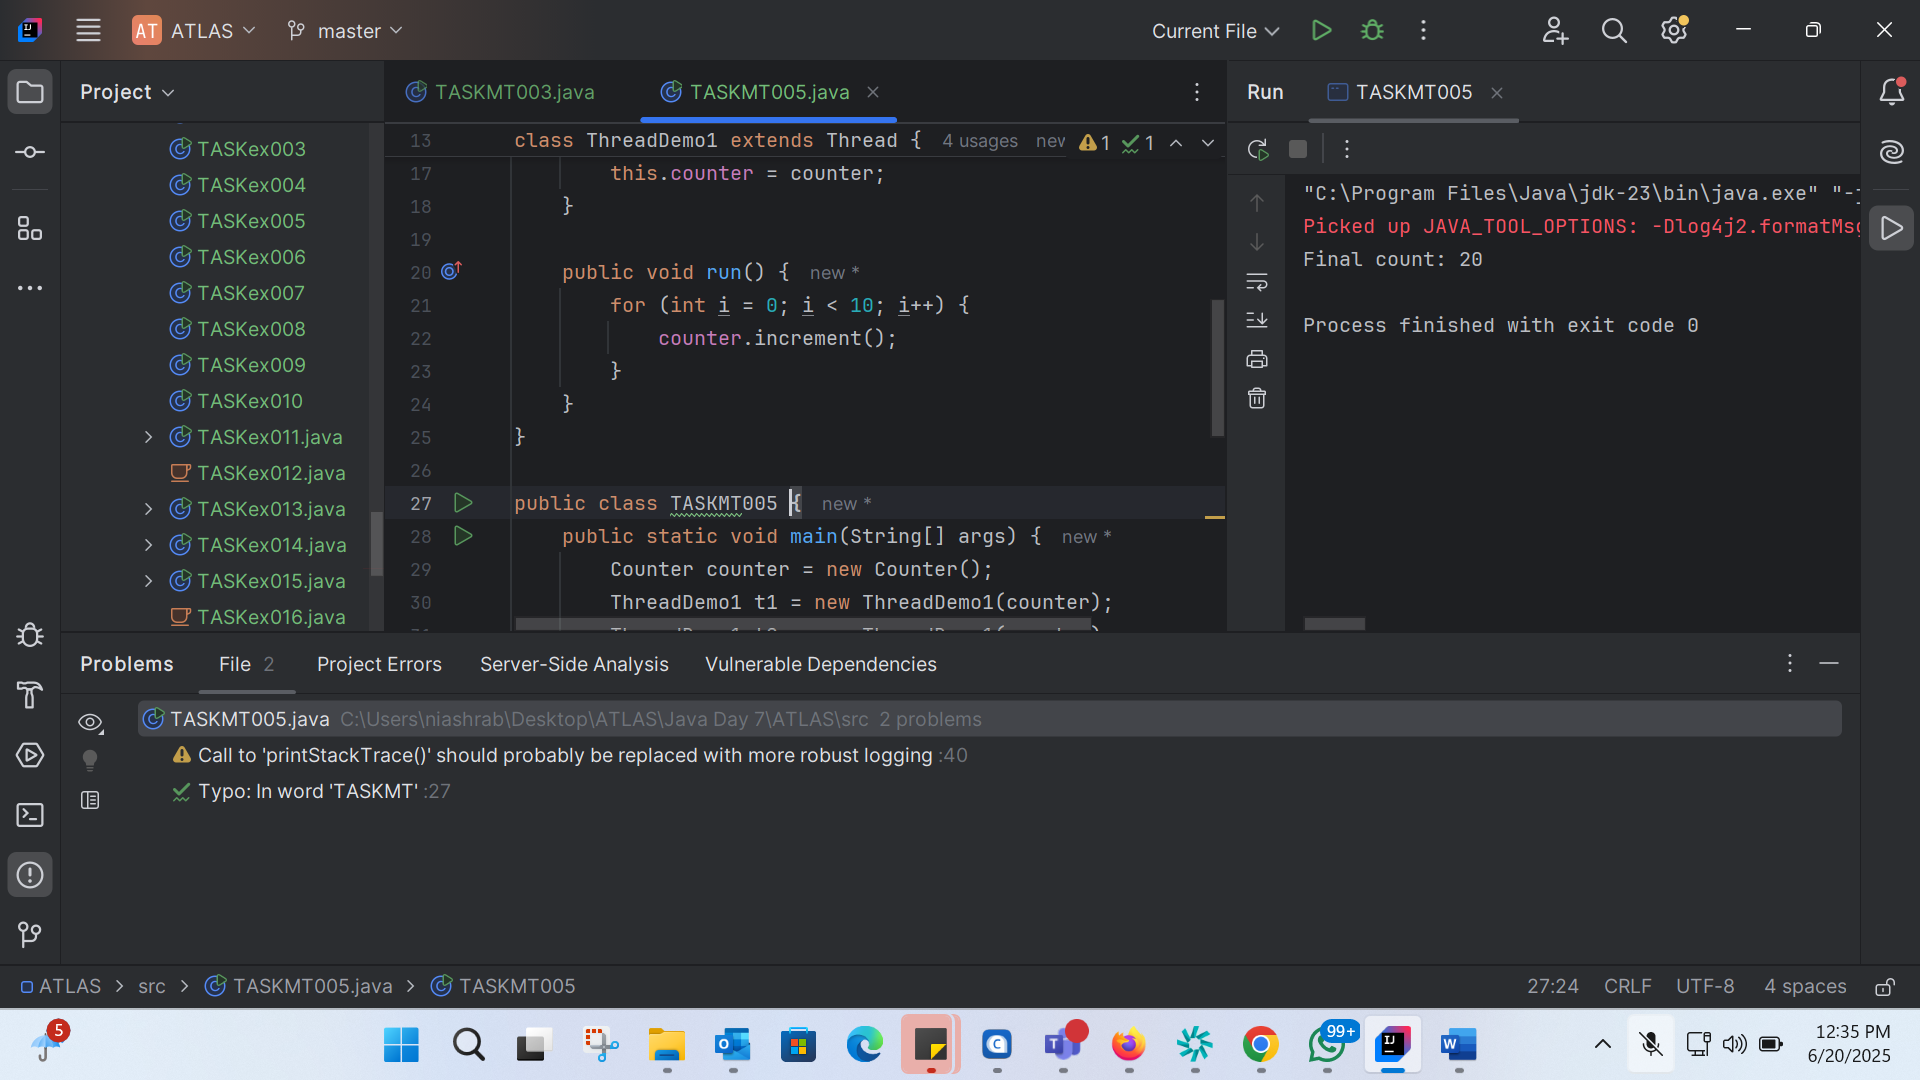 AT ATLAS master Current File
Project
TASKMT003.java TASKMT005.java
Run TASKMT005
TASKex003
TASKex004
TASKex005
TASKex006
TASKex007
TASKex008
TASKex009
TASKex010
TASKex011.java
TASKex012.java
TASKex013.java
TASKex014.java
TASKex015.java
TASKex016.java
13 class ThreadDemo1 extends Thread { 4 usages new 1 1
17 this.counter = counter;
18 }
19
20 public void run() { new *
21 for (int i = 0; i < 10; i++) {
22 counter.increment();
23 }
24 }
25 }
26
27 public class TASKMT005 { new *
28 public static void main(String[] args) { new *
29 Counter counter = new Counter();
30 ThreadDemo1 t1 = new ThreadDemo1(counter);
"C:\Program Files\Java\jdk-23\bin\java.exe" "-j
Picked up JAVA_TOOL_OPTIONS: -Dlog4j2.formatMsg
Final count: 20
Process finished with exit code 0
Problems File 2 Project Errors Server-Side Analysis Vulnerable Dependencies
TASKMT005.java C:\Users\niashrab\Desktop\ATLAS\Java Day 7\ATLAS\src 2 problems
Call to 'printStackTrace()' should probably be replaced with more robust logging :40
Typo: In word 'TASKMT' :27
ATLAS > src > TASKMT005.java > TASKMT005 27:24 CRLF UTF-8 4 spaces
5
99+
12:35 PM
6/20/2025